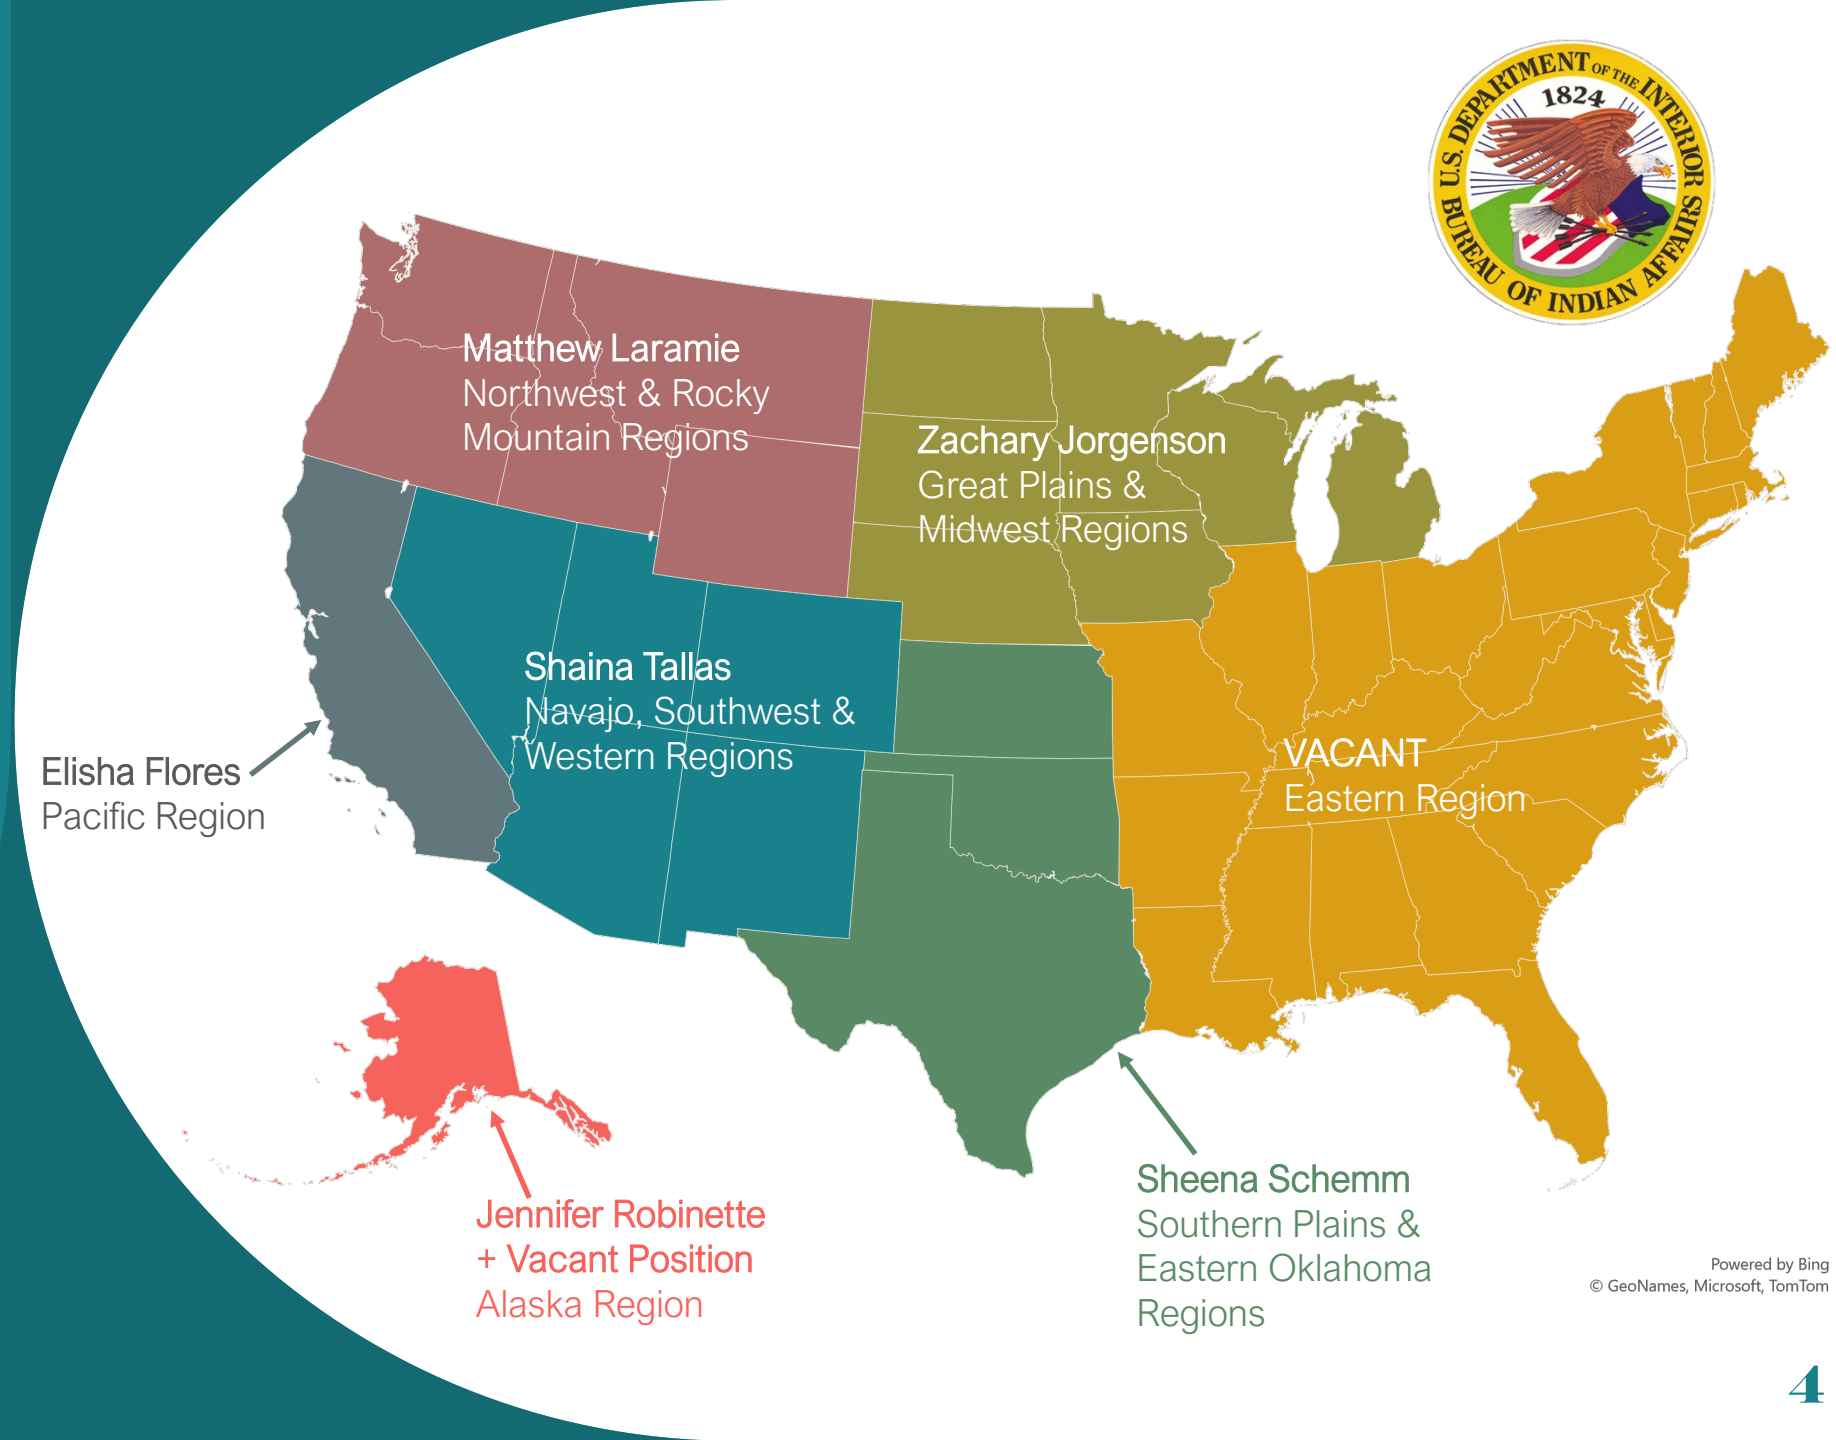 U.S. DEPARTMENT OF THE INTERIOR
1824
BUREAU OF INDIAN AFFAIRS
Matthew Laramie
Northwest & Rocky
Mountain Regions
Zachary Jorgenson
Great Plains &
Midwest Regions
Shaina Tallas
Navajo, Southwest &
Western Regions
Elisha Flores
Pacific Region
VACANT
Eastern Region
Jennifer Robinette
+ Vacant Position
Alaska Region
Sheena Schemm
Southern Plains &
Eastern Oklahoma
Regions
Powered by Bing
© GeoNames, Microsoft, TomTom
4